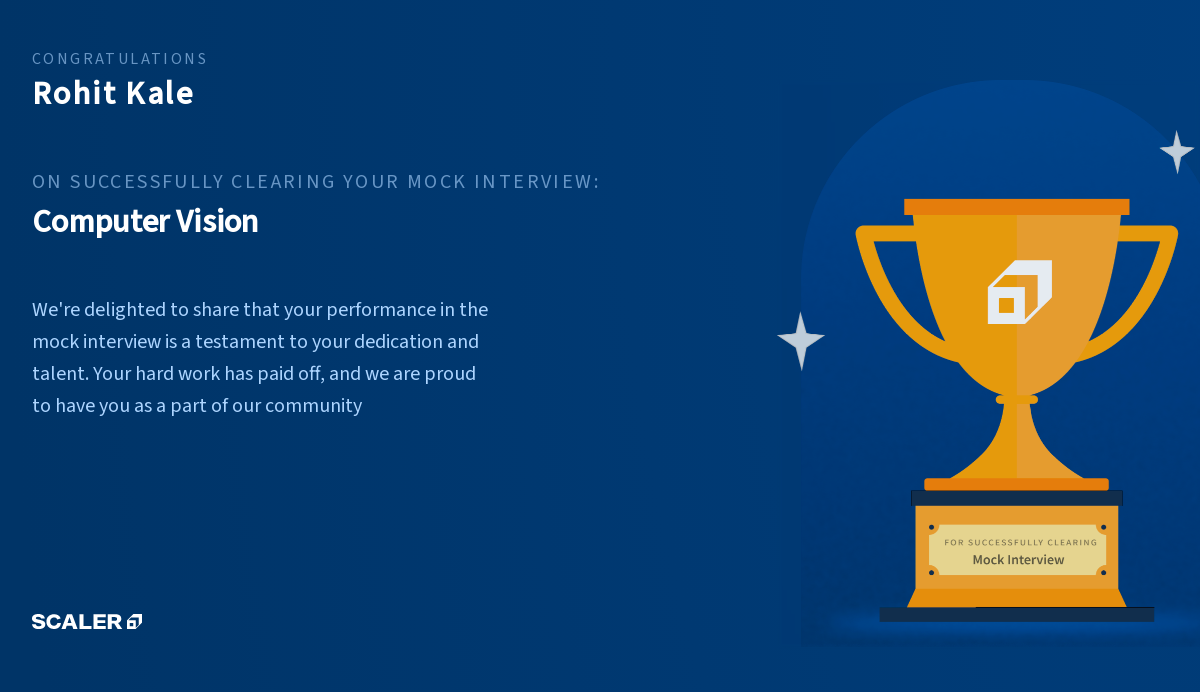 CONGRATULATIONS
Rohit Kale
ON SUCCESSFULLY CLEARING YOUR MOCK INTERVIEW:
Computer Vision
We're delighted to share that your performance in the
mock interview is a testament to your dedication and
talent. Your hard work has paid off, and we are proud
to have you as a part of our community
FOR SUCCESSFULLY CLEARING
Mock Interview
SCALER